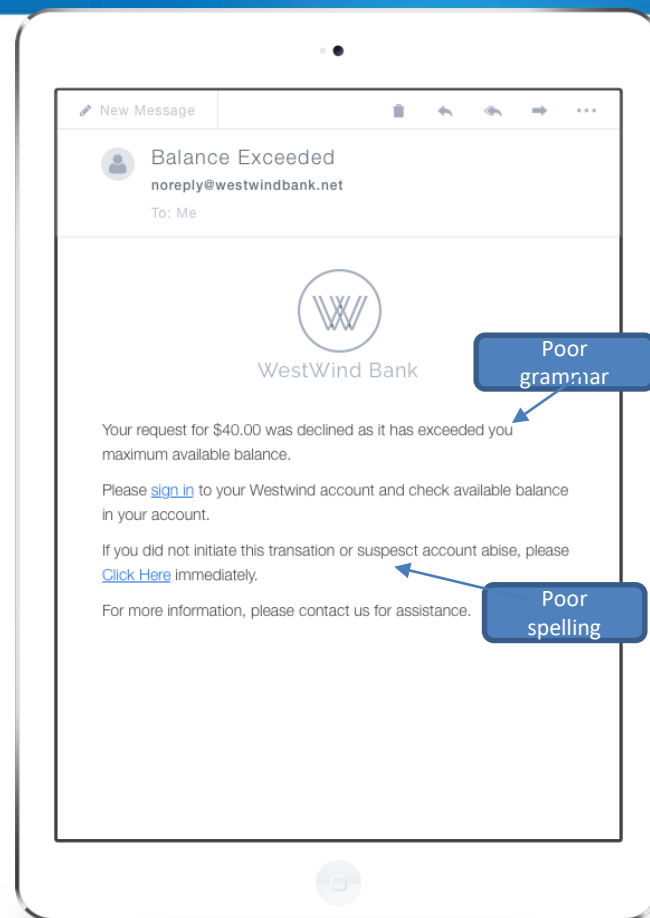 New Message
Balance Exceeded
noreply@westwindbank.net
To: Me
WestWind Bank
Poor
grammar
Your request for $40.00 was declined as it has exceeded you
maximum available balance.
Please sign in to your Westwind account and check available balance
in your account.
If you did not initiate this transation or suspesct account abise, please
Click Here immediately.
For more information, please contact us for assistance.
Poor
spelling